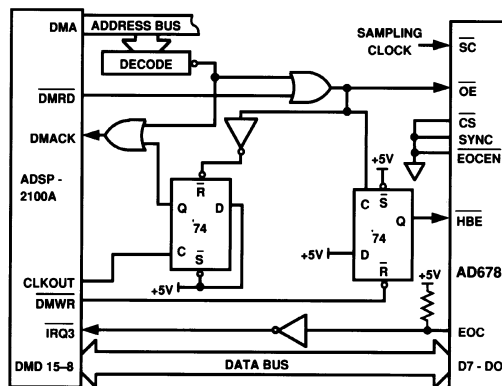 DMA
ADDRESS BUS
SAMPLING
CLOCK
DECODE
SC
DMRD
OE
DMACK
CS
SYNC
EOCEN
ADSP -
2100A
+5V
R
Q
D
'74
C
S
C
S
Q
'74
D
R
HBE
+5V
AD678
+5V
CLKOUT
+5V
DMWR
IRQ3
EOC
DMD 15–8
DATA BUS
D7 - DO